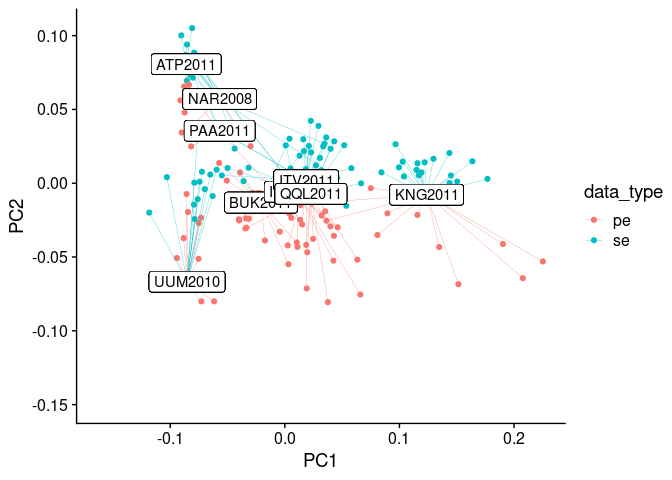 0.10
0.05
0.00
-0.05
-0.10
-0.15
PC2
ATP2011
NAR2008
PAA2011
ITV2011
QQL2011
KNG2011
UUM2010
-0.1
0.0
0.1
0.2
PC1
data_type
pe
se